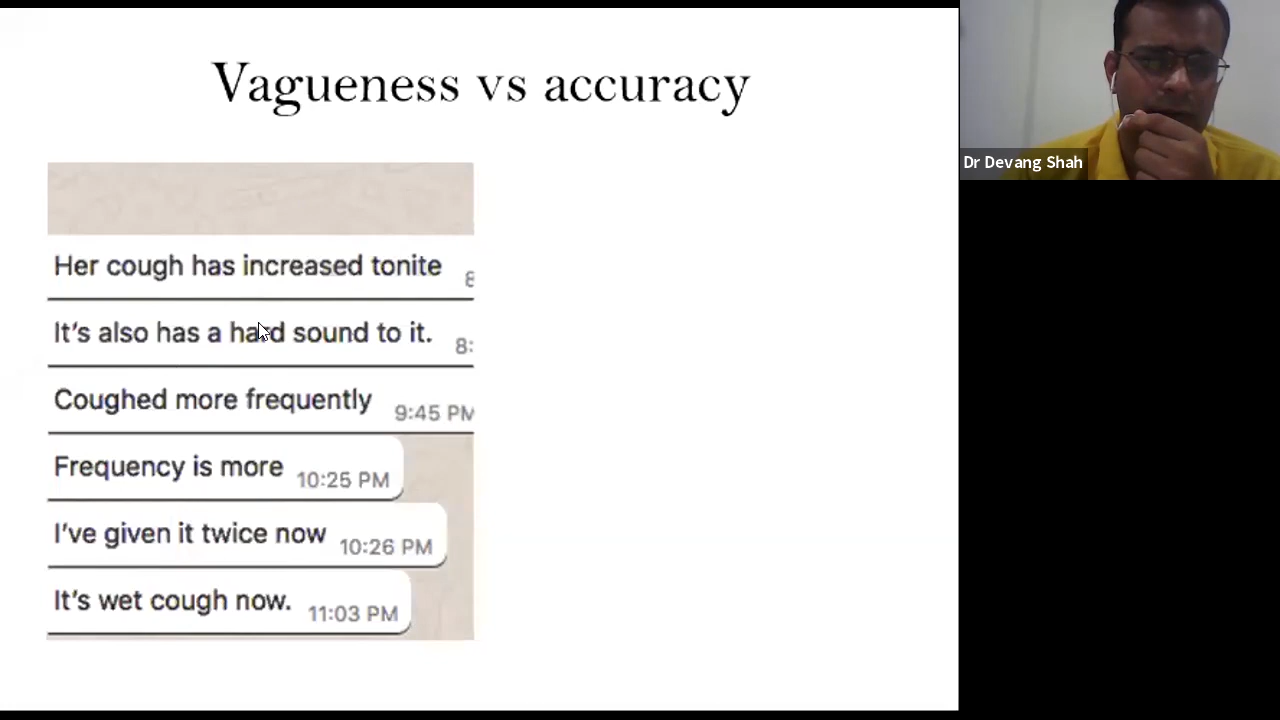 Vagueness vs accuracy
Dr Devang Shah
Her cough has increased tonite
It's also has a hard sound to it.
Coughed more frequently 9:45 PM
Frequency is more 10:25 PM
I've given it twice now 10:26 PM
It's wet cough now. 11:03 PM